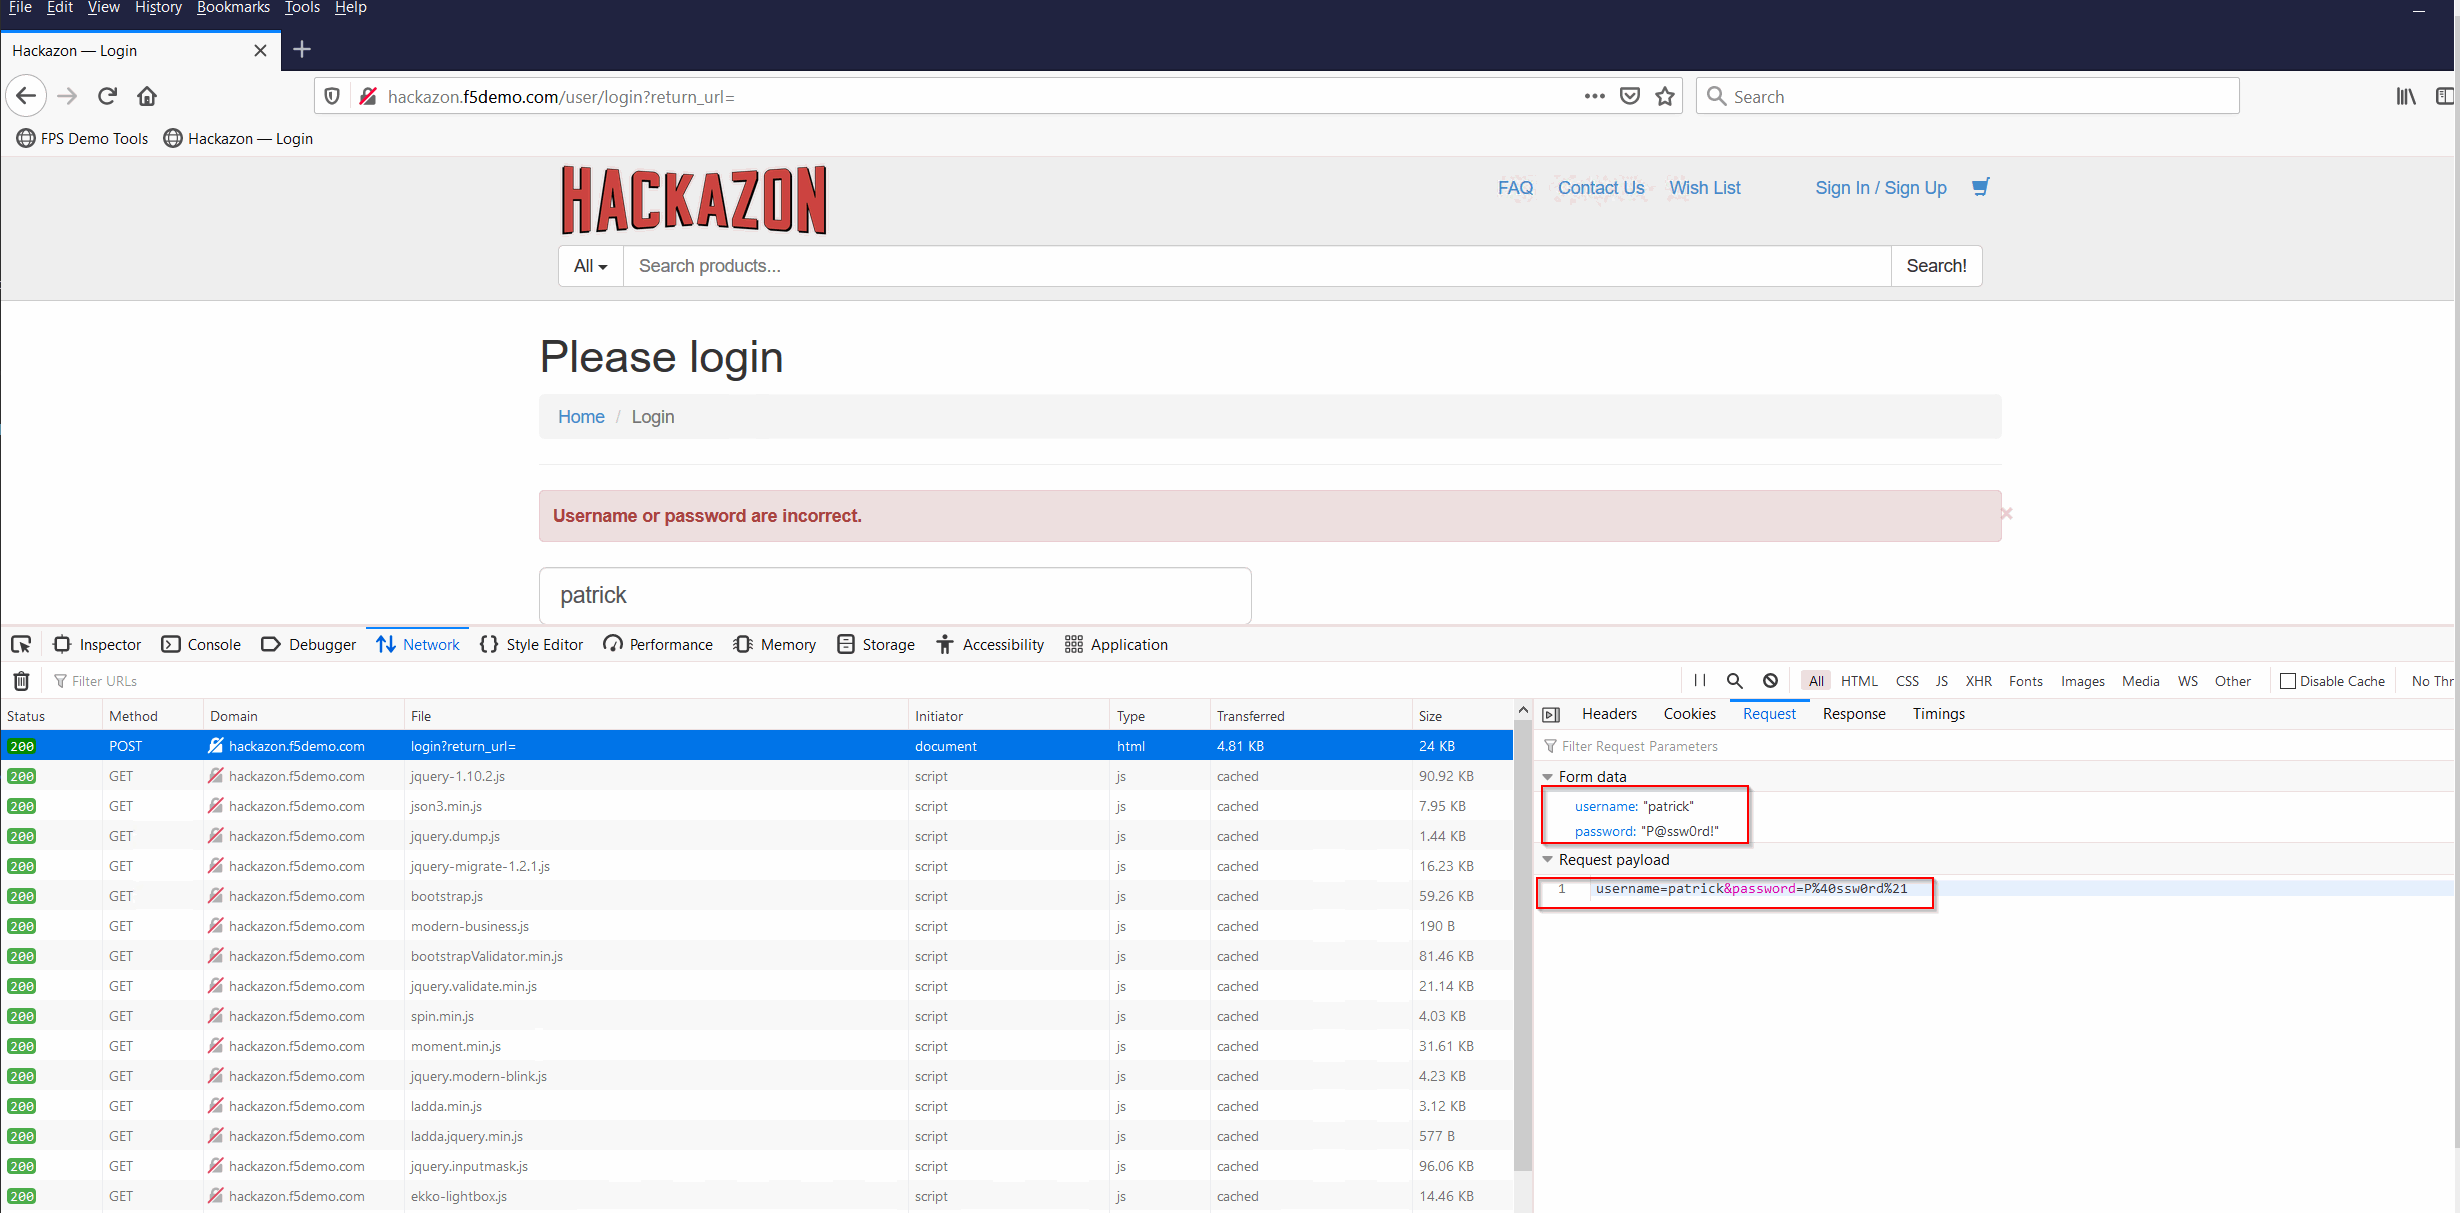 File Edit View History Bookmarks Tools Help
Hackazon — Login
hackazon.f5demo.com/user/login?return_url=
Search
FPS Demo Tools Hackazon — Login
HACKAZON
FAQ Contact Us Wish List Sign In / Sign Up
All Search products... Search!
Please login
Home / Login
Username or password are incorrect.
patrick
Inspector Console Debugger Network Style Editor Performance Memory Storage Accessibility Application
Filter URLs All HTML CSS JS XHR Fonts Images Media WS Other Disable Cache No Thr
Status Method Domain File Initiator Type Transferred Size
200 POST hackazon.f5demo.com login?return_url= document html 4.81 KB 24 KB
200 GET hackazon.f5demo.com jquery-1.10.2.js script js cached 90.92 KB
200 GET hackazon.f5demo.com json3.min.js script js cached 7.95 KB
200 GET hackazon.f5demo.com jquery.dump.js script js cached 1.44 KB
200 GET hackazon.f5demo.com jquery-migrate-1.2.1.js script js cached 16.23 KB
200 GET hackazon.f5demo.com bootstrap.js script js cached 59.26 KB
200 GET hackazon.f5demo.com modern-business.js script js cached 190 B
200 GET hackazon.f5demo.com bootstrapValidator.min.js script js cached 81.46 KB
200 GET hackazon.f5demo.com jquery.validate.min.js script js cached 21.14 KB
200 GET hackazon.f5demo.com spin.min.js script js cached 4.03 KB
200 GET hackazon.f5demo.com moment.min.js script js cached 31.61 KB
200 GET hackazon.f5demo.com jquery.modern-blink.js script js cached 4.23 KB
200 GET hackazon.f5demo.com ladda.min.js script js cached 3.12 KB
200 GET hackazon.f5demo.com ladda.jquery.min.js script js cached 577 B
200 GET hackazon.f5demo.com jquery.inputmask.js script js cached 96.06 KB
200 GET hackazon.f5demo.com ekko-lightbox.js script js cached 14.46 KB
Headers Cookies Request Response Timings
Filter Request Parameters
Form data
username: "patrick"
password: "P@ssw0rd!"
Request payload
1 username=patrick&password=P%40ssw0rd%21